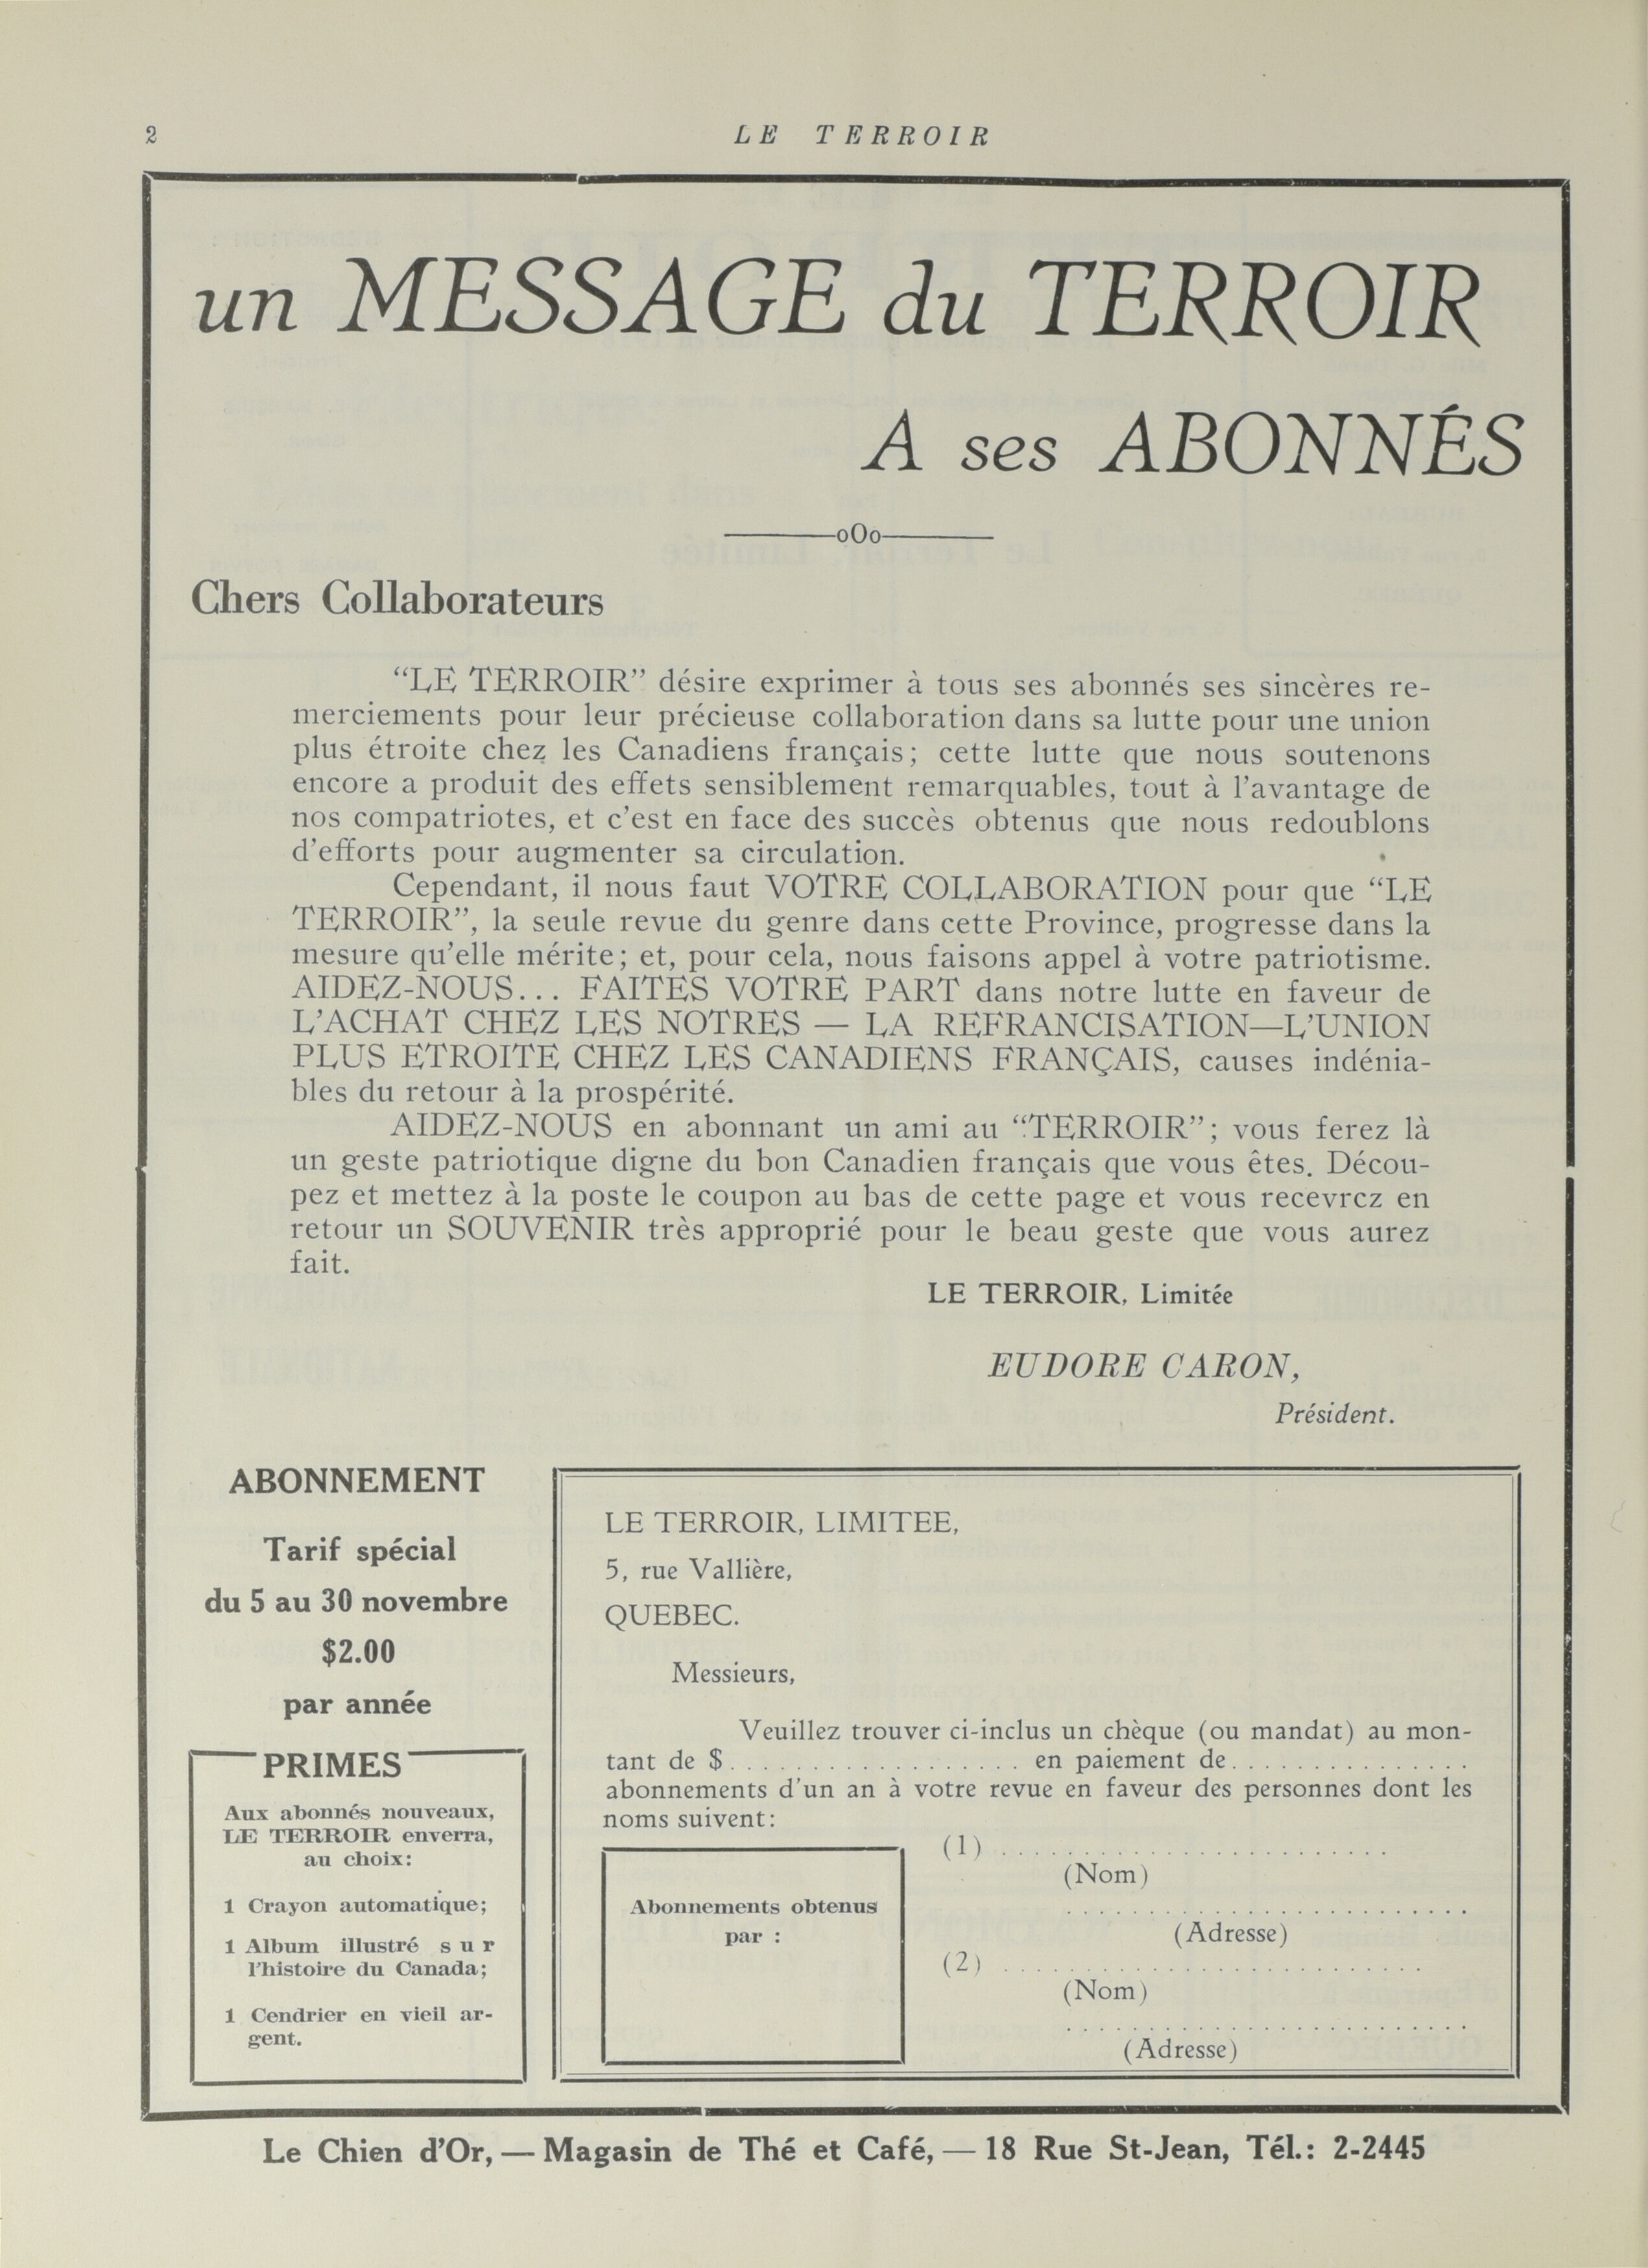 2
LE TERROIR
un MESSAGE du TERROIR
A ses ABONNÉS
oOo
Chers Collaborateurs
“LE TERROIR” désire exprimer à tous ses abonnés ses sincères re-
merciements pour leur précieuse collaboration dans sa lutte pour une union
plus étroite chez les Canadiens français; cette lutte que nous soutenons
encore a produit des effets sensiblement remarquables, tout à l’avantage de
nos compatriotes, et c’est en face des succès obtenus que nous redoublons
d’efforts pour augmenter sa circulation.
Cependant, il nous faut VOTRE COLLABORATION pour que “LE
TERROIR”, la seule revue du genre dans cette Province, progresse dans la
mesure qu’elle mérite; et, pour cela, nous faisons appel à votre patriotisme.
AIDEZ-NOUS... FAITES VOTRE PART dans notre lutte en faveur de
L’ACHAT CHEZ LES NOTRES — LA REFRANCISATION—L’UNION
PLUS ETROITE CHEZ LES CANADIENS FRANÇAIS, causes indénia-
bles du retour à la prospérité.
AIDEZ-NOUS en abonnant un ami au “TERROIR”; vous ferez là
un geste patriotique digne du bon Canadien français que vous êtes. Décou-
pez et mettez à la poste le coupon au bas de cette page et vous recevrcz en
retour un SOUVENIR très approprié pour le beau geste que vous aurez
fait.
LE TERROIR, Limitée
EUDORE CARON,
Président.
ABONNEMENT
Tarif spécial
du 5 au 30 novembre
$2.00
par année
PRIMES
Aux abonnés nouveaux,
LE TERROIR enverra,
au choix:
1 Crayon automatique;
1 Album illustré sur
l’histoire du Canada;
1 Cendrier en vieil ar-
gent.
LE TERROIR, LIMITEE,
5, rue Vallière,
QUEBEC.
Messieurs,
Veuillez trouver ci-inclus un chèque (ou mandat) au mon-
tant de $. . . . . . . . . . . . . . . . . . en paiement de. . . . . . . . . . . . . . .
abonnements d’un an à votre revue en faveur des personnes dont les
noms suivent:
Abonnements obtenus
par :
(1) . . . . . . . . . . . . . . . . . . . . . . . . .
(Nom)
. . . . . . . . . . . . . . . . . . . . . . . . . .
(Adresse)
(2) . . . . . . . . . . . . . . . . . . . . . . . . . . .
(Nom)
. . . . . . . . . . . . . . . . . . . . . . . . . .
(Adresse)
Le Chien d’Or, — Magasin de Thé et Café, — 18 Rue St-Jean, Tél.: 2-2445